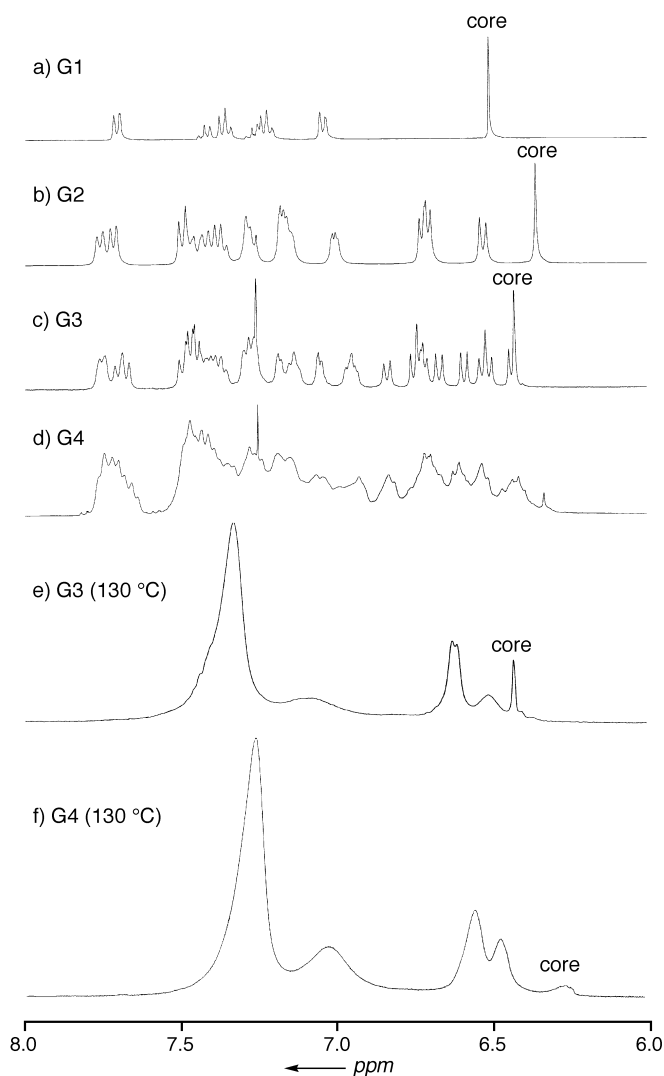 core
a) G1
core
b) G2
core
c) G3
d) G4
e) G3 (130 °C)
core
f) G4 (130 °C)
core
8.0 7.5 7.0 6.5 6.0
ppm